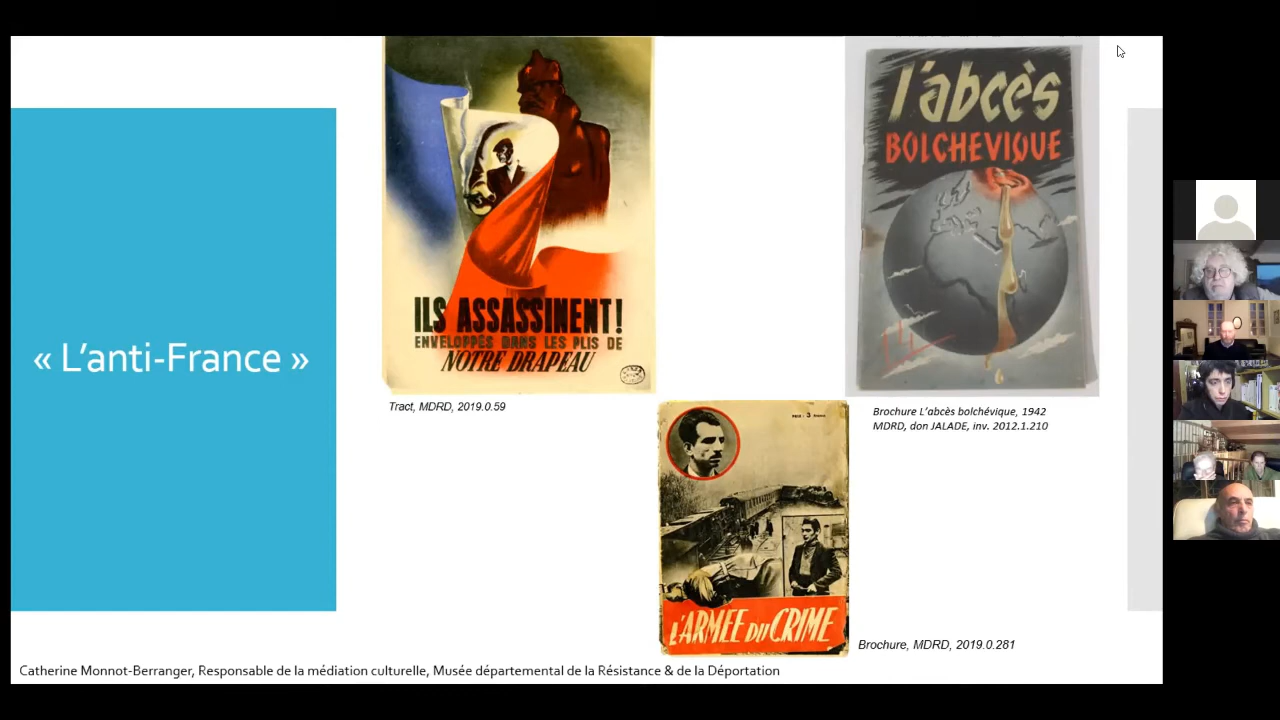 « L'anti-France »
ILS ASSASSINENT!
ENVELOPPÉS DANS LES PLIS DE
NOTRE DRAPEAU
Tract, MDRD, 2019.0.59
l'abcès
BOLCHEVIQUE
Brochure L'abcès bolchévique, 1942
MDRD, don JALADE, inv. 2012.1.210
L'ARMÉE DU CRIME
Brochure, MDRD, 2019.0.281
Catherine Monnot-Berranger, Responsable de la médiation culturelle, Musée départemental de la Résistance & de la Déportation